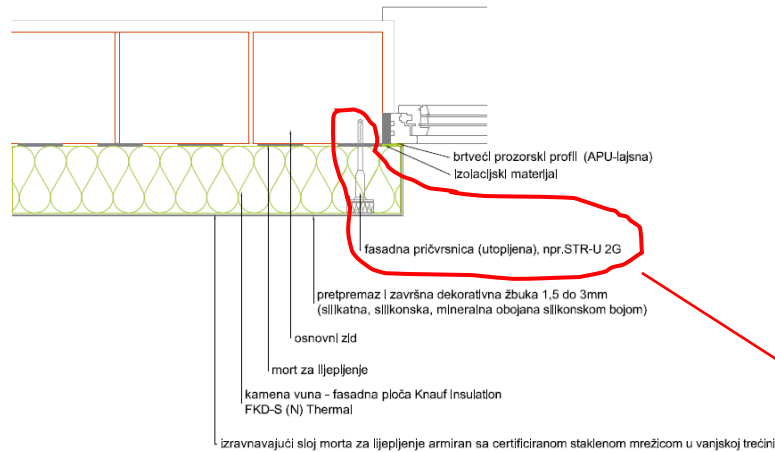 brtveći prozorski profil (APU-lajsna)
izolacijski materijal
fasadna pričvrsnica (utopljena), npr.STR-U 2G
pretpremaz i završna dekorativna žbuka 1,5 do 3mm
(silikatna, silikonska, mineralna obojana silikonskom bojom)
osnovni zid
mort za lijepljenje
kamena vuna - fasadna ploča Knauf Insulation
FKD-S (N) Thermal
izravnavajući sloj morta za lijepljenje armiran sa certificiranom staklenom mrežicom u vanjskoj trećini